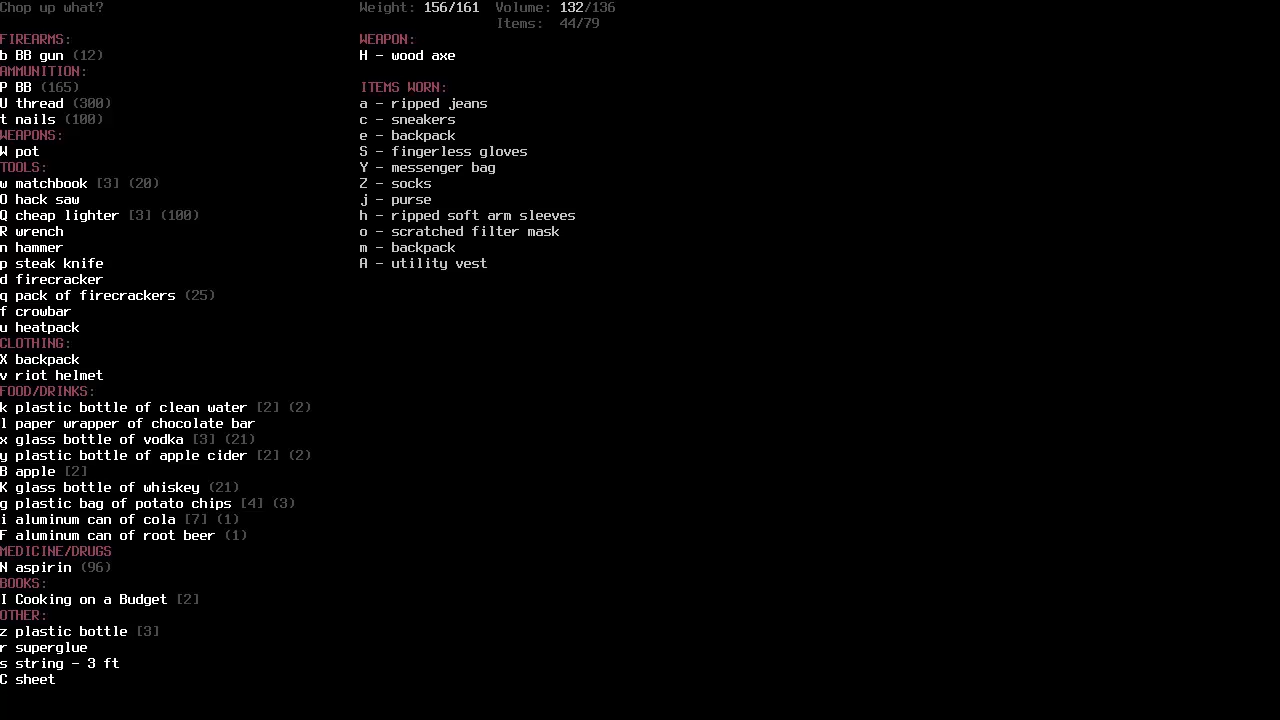 Chop up what?
Weight: 156/161 Volume: 132/136
Items: 44/79
FIREARMS:
b BB gun (12)
AMMUNITION:
P BB (165)
U thread (300)
t nails (100)
WEAPONS:
W pot
TOOLS:
w matchbook [3] (20)
O hack saw
Q cheap lighter [3] (100)
R wrench
n hammer
p steak knife
d firecracker
q pack of firecrackers (25)
f crowbar
u heatpack
CLOTHING:
X backpack
v riot helmet
FOOD/DRINKS:
k plastic bottle of clean water [2] (2)
l paper wrapper of chocolate bar
x glass bottle of vodka [3] (21)
y plastic bottle of apple cider [2] (2)
B apple [2]
K glass bottle of whiskey (21)
g plastic bag of potato chips [4] (3)
i aluminum can of cola [7] (1)
F aluminum can of root beer (1)
MEDICINE/DRUGS
N aspirin (96)
BOOKS:
I Cooking on a Budget [2]
OTHER:
z plastic bottle [3]
r superglue
s string - 3 ft
C sheet
WEAPON:
H - wood axe
ITEMS WORN:
a - ripped jeans
c - sneakers
e - backpack
S - fingerless gloves
Y - messenger bag
Z - socks
j - purse
h - ripped soft arm sleeves
o - scratched filter mask
m - backpack
A - utility vest